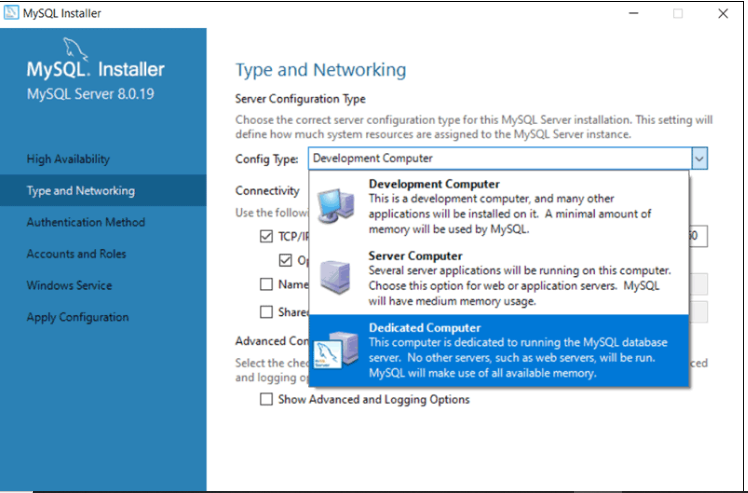 MySQL Installer
MySQL. Installer
MySQL Server 8.0.19
High Availability
Type and Networking
Authentication Method
Accounts and Roles
Windows Service
Apply Configuration
Type and Networking
Server Configuration Type
Choose the correct server configuration type for this MySQL Server installation. This setting will
define how much system resources are assigned to the MySQL Server instance.
Config Type: Development Computer
Development Computer
This is a development computer, and many other
applications will be installed on it. A minimal amount of
memory will be used by MySQL.
Server Computer
Several server applications will be running on this computer.
Choose this option for web or application servers. MySQL
will have medium memory usage.
Dedicated Computer
This computer is dedicated to running the MySQL database
server. No other servers, such as web servers, will be run.
MySQL will make use of all available memory.
Connectivity
Use the
TCP/IP
Name
Advanced
Select the
and logging
Show Advanced and Logging Options